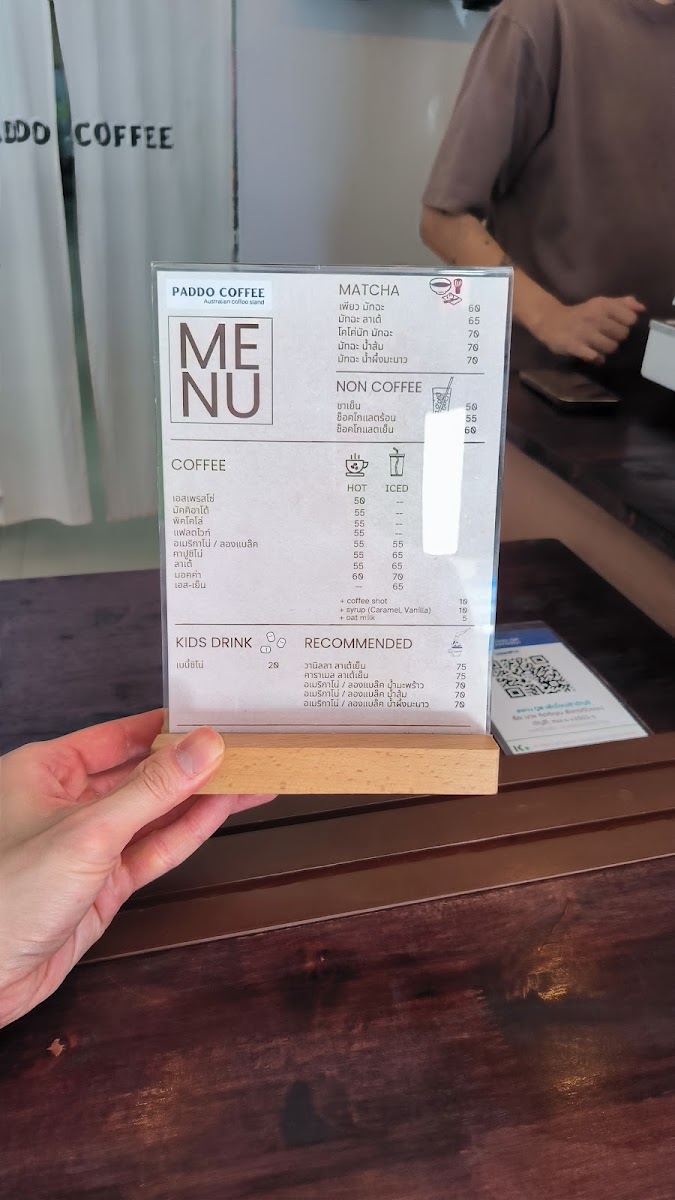 DDO COFFEE
PADDO COFFEE
Australian coffee stand
MENU
MATCHA
เพียว มัทฉะ 60
มัทฉะ ลาเต้ 65
โคโค่นัท มัทฉะ 70
มัทฉะ น้ำส้ม 70
มัทฉะ น้ำผึ้งมะนาว 70
NON COFFEE
ชาเย็น 50
ช็อคโกแลตร้อน 55
ช็อคโกแลตเย็น 60
COFFEE
HOT ICED
เอสเพรสโซ่ 50 --
มัคคิอาโต้ 55 --
พิคโคโล่ 55 --
แฟลตไวท์ 55 --
อเมริกาโน่ / ลองแบล็ค 55 55
คาปูชิโน่ 55 65
ลาเต้ 55 65
มอคค่า 60 70
เอส-เย็น -- 65
+ coffee shot 10
+ syrup (Caramel, Vanilla) 10
+ oat milk 5
KIDS DRINK
เบบี้ชิโน่ 20
RECOMMENDED
วานิลลา ลาเต้เย็น 75
คาราเมล ลาเต้เย็น 75
อเมริกาโน่ / ลองแบล็ค น้ำมะพร้าว 70
อเมริกาโน่ / ลองแบล็ค น้ำส้ม 70
อเมริกาโน่ / ลองแบล็ค น้ำผึ้งมะนาว 70